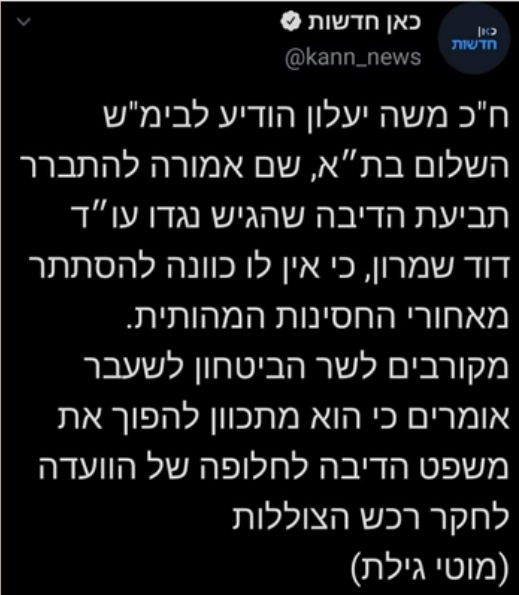 כאן חדשות
@kann_news
כאן
חדשות
ח"כ משה יעלון הודיע לבימ"ש
השלום בת״א, שם אמורה להתברר
תביעת הדיבה שהגיש נגדו עו״ד
דוד שמרון, כי אין לו כוונה להסתתר
מאחורי החסינות המהותית.
מקורבים לשר הביטחון לשעבר
אומרים כי הוא מתכוון להפוך את
משפט הדיבה לחלופה של הוועדה
לחקר רכש הצוללות
(מוטי גילת)